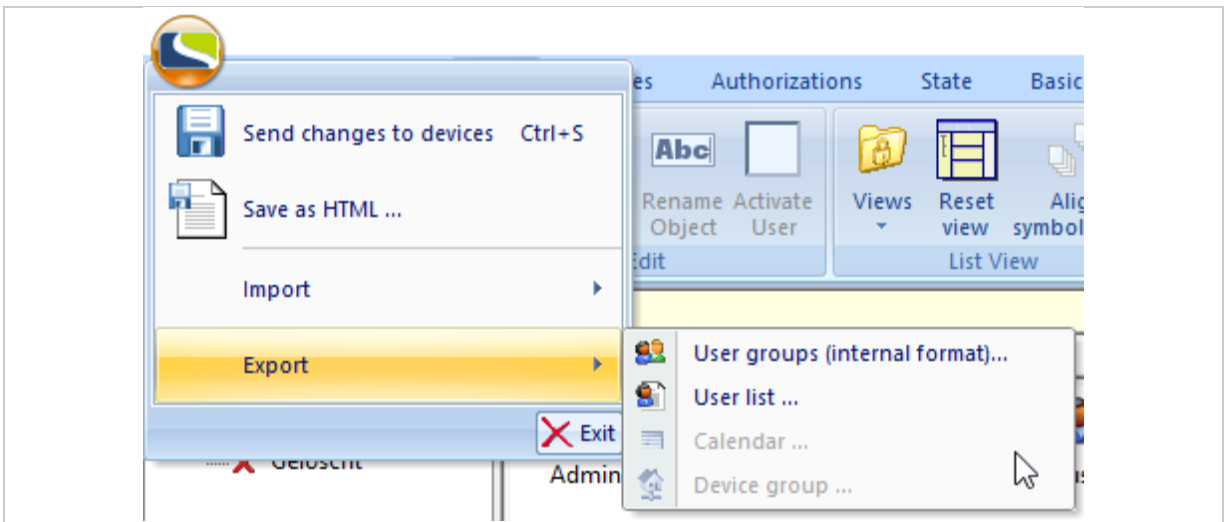 es Authorizations State Basic
Send changes to devices Ctrl+S
Abc
Save as HTML ...
Rename Object
Activate User
Views
Reset view
Edit
List View
Import
Export
User groups (internal format)...
User list ...
Calendar ...
Device group ...
Exit
Gelöscht
Admin